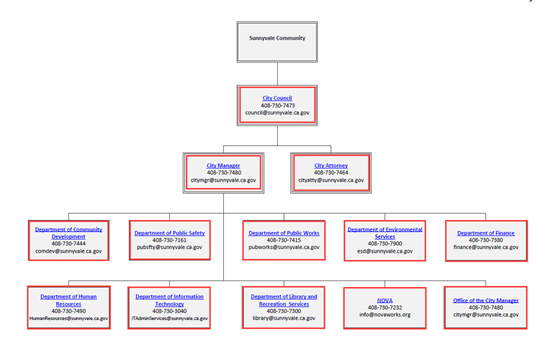 Sunnyvale Community
City Council
408-730-7473
council@sunnyvale.ca.gov
City Manager
408-730-7480
citymgr@sunnyvale.ca.gov
City Attorney
408-730-7464
cityatty@sunnyvale.ca.gov
Department of Community
Development
408-730-7444
comdev@sunnyvale.ca.gov
Department of Public Safety
408-730-7161
pubsfty@sunnyvale.ca.gov
Department of Public Works
408-730-7415
pubworks@sunnyvale.ca.gov
Department of Environmental
Services
408-730-7900
esd@sunnyvale.ca.gov
Department of Finance
408-730-7380
finance@sunnyvale.ca.gov
Department of Human
Resources
408-730-7490
HumanResources@sunnyvale.ca.gov
Department of Information
Technology
408-730-3040
ITAdminServices@sunnyvale.ca.gov
Department of Library and
Recreation Services
408-730-7300
library@sunnyvale.ca.gov
NOVA
408-730-7232
info@novaworks.org
Office of the City Manager
408-730-7480
citymgr@sunnyvale.ca.gov